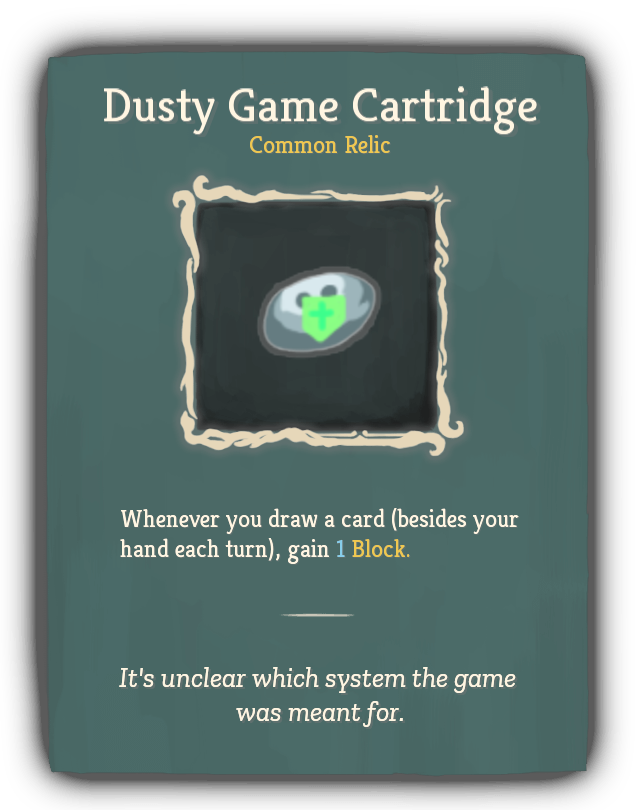 Dusty Game Cartridge
Common Relic
Whenever you draw a card (besides your
hand each turn), gain 1 Block.
It's unclear which system the game
was meant for.